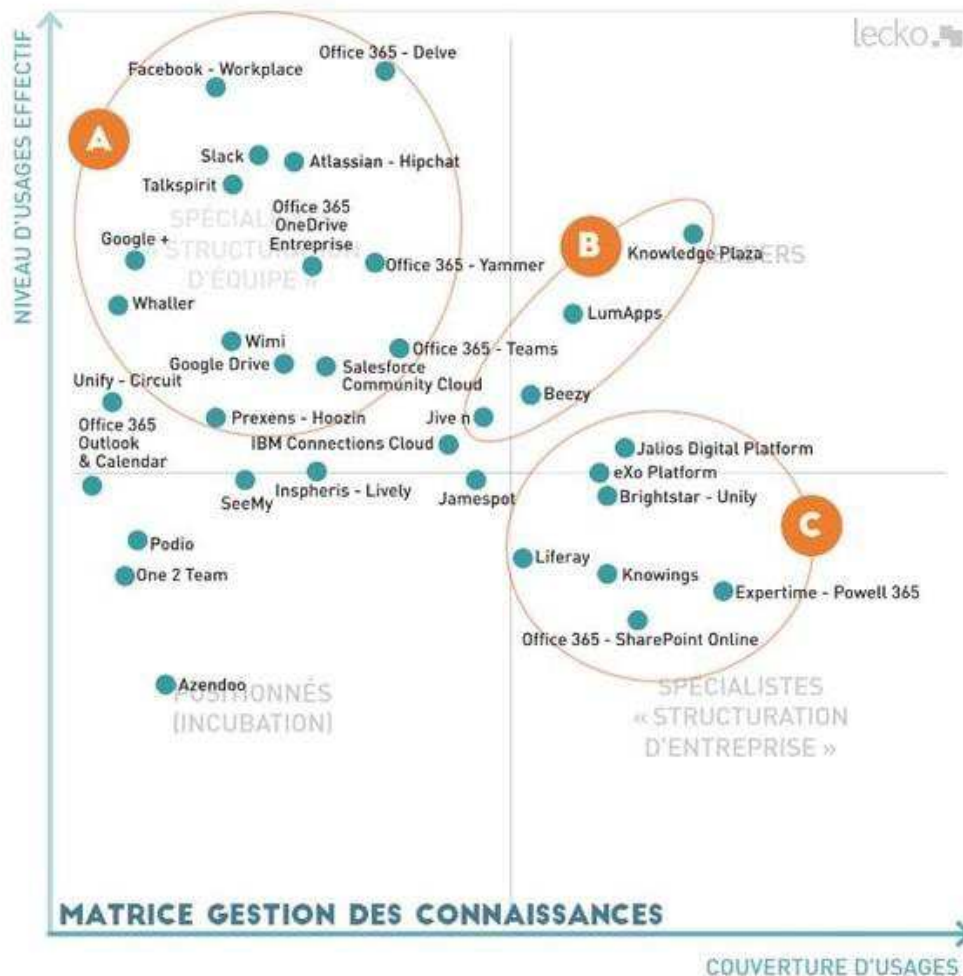 lecko
NIVEAU D'USAGES EFFECTIF
Office 365 - Delve
Facebook - Workplace
A
Slack
Atlassian - Hipchat
Talkspirit
Office 365
OneDrive
Entreprise
SPÉCIAL
« STRUCTURATION
D'ÉQUIPE »
Google +
Office 365 - Yammer
B
Knowledge Plaza
LEADERS
Whaller
LumApps
Wimi
Office 365 - Teams
Google Drive
Salesforce
Community Cloud
Unify - Circuit
Beezy
Prexens - Hoozin
Jive n
Office 365
Outlook
& Calendar
IBM Connections Cloud
Jalios Digital Platform
eXo Platform
Inspheris - Lively
SeeMy
Jamespot
Brightstar - Unily
C
Podio
Liferay
One 2 Team
Knowings
Expertime - Powell 365
Office 365 - SharePoint Online
Azendoo
POSITIONNÉS
(INCUBATION)
SPÉCIALISTES
« STRUCTURATION
D'ENTREPRISE »
MATRICE GESTION DES CONNAISSANCES
COUVERTURE D'USAGES